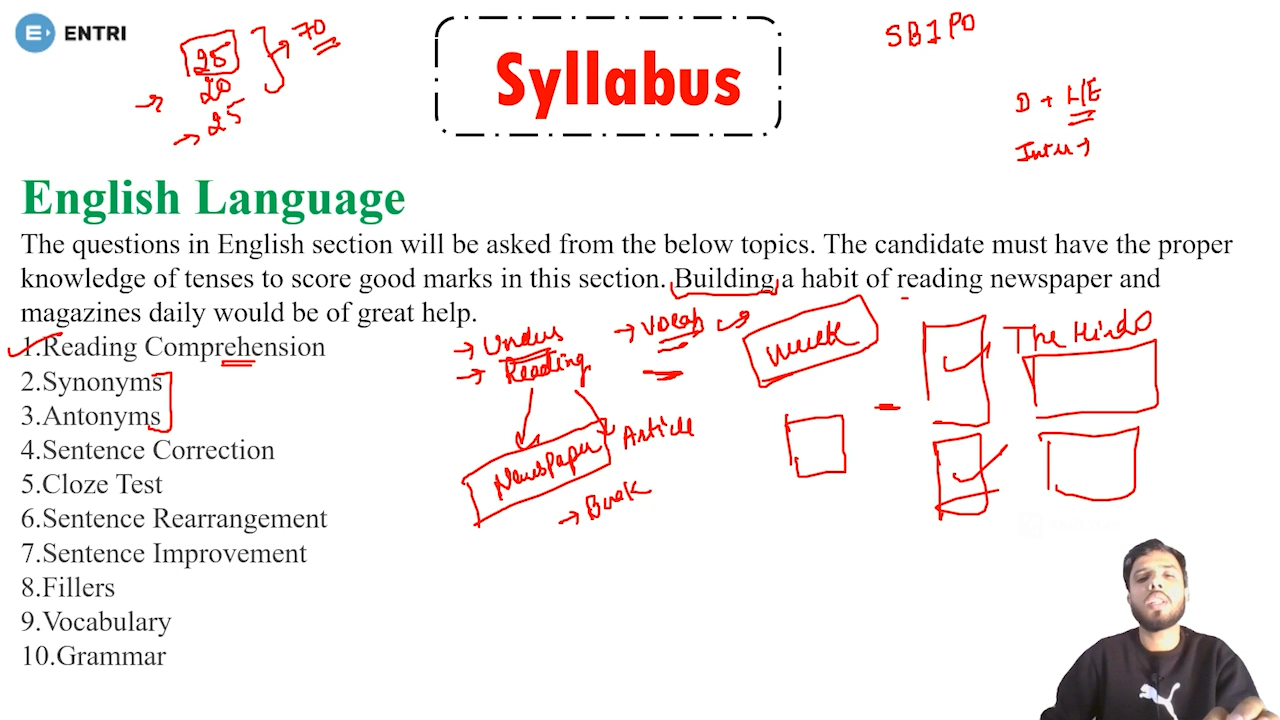 ENTRI
25
20
25
70
Syllabus
SBI PO
D + L/E
English Language
The questions in English section will be asked from the below topics. The candidate must have the proper
knowledge of tenses to score good marks in this section. Building a habit of reading newspaper and
magazines daily would be of great help.
1.Reading Comprehension
2.Synonyms
3.Antonyms
4.Sentence Correction
5.Cloze Test
6.Sentence Rearrangement
7.Sentence Improvement
8.Fillers
9.Vocabulary
10.Grammar
→ Reading
→ Vocab
Newspaper
Article
week